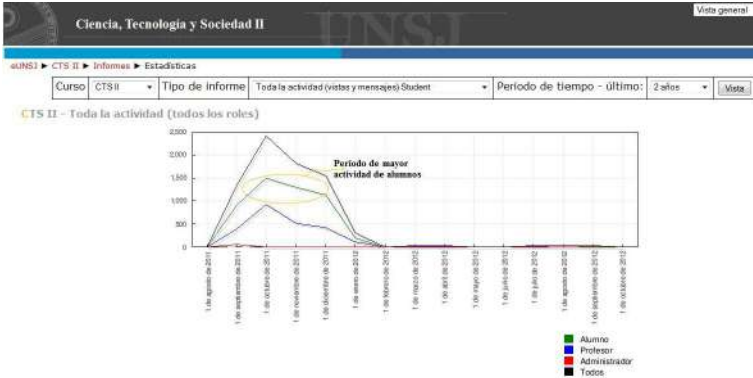 Vista general
Ciencia, Tecnología y Sociedad II
UNSJ
eUNSJ ► CTS II ► Informes ► Estadísticas
Curso CTS II Tipo de informe Toda la actividad (vistas y mensajes) Student Período de tiempo - último: 2 años Vista
CTS II - Toda la actividad (todos los roles)
2,500
2,000
1,500
1,000
500
0
Período de mayor
actividad de alumnos
1 de agosto de 2011
1 de septiembre de 2011
1 de octubre de 2011
1 de noviembre de 2011
1 de diciembre de 2011
1 de enero de 2012
1 de febrero de 2012
1 de marzo de 2012
1 de abril de 2012
1 de mayo de 2012
1 de junio de 2012
1 de julio de 2012
1 de agosto de 2012
1 de septiembre de 2012
1 de octubre de 2012
Alumno
Profesor
Administrador
Todos